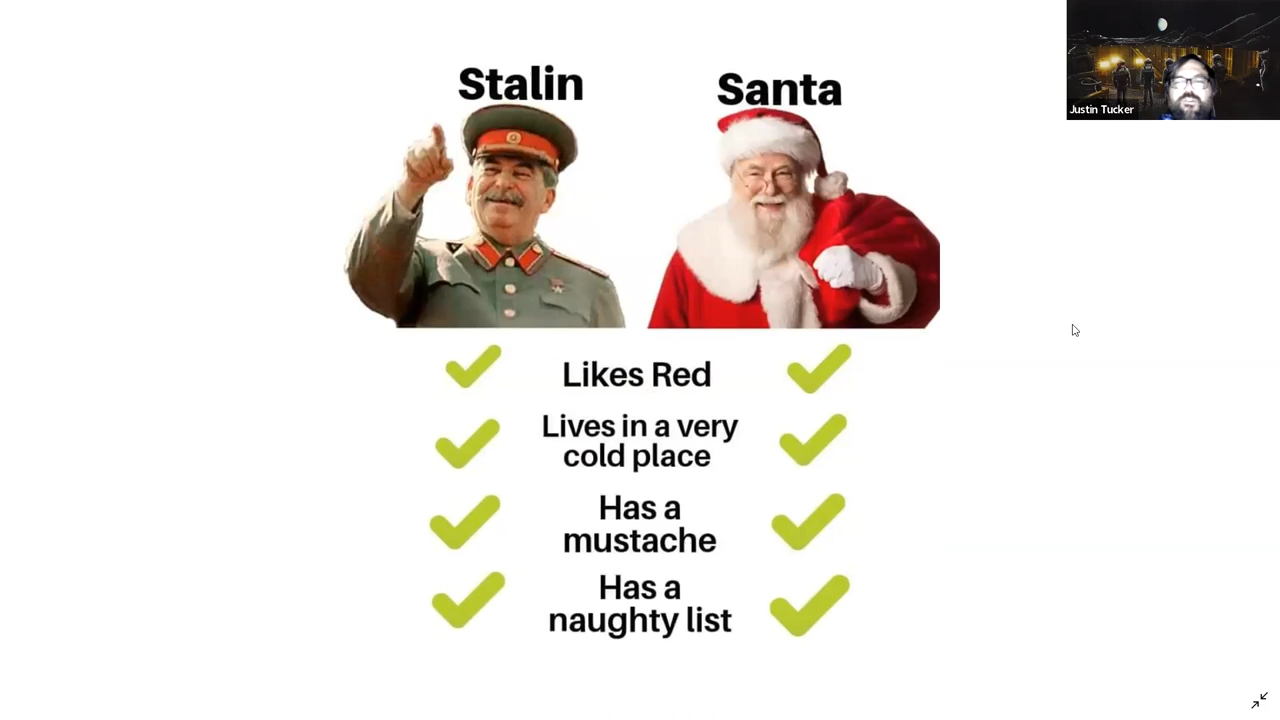 Stalin
Santa
Justin Tucker
Likes Red
Lives in a very
cold place
Has a
mustache
Has a
naughty list